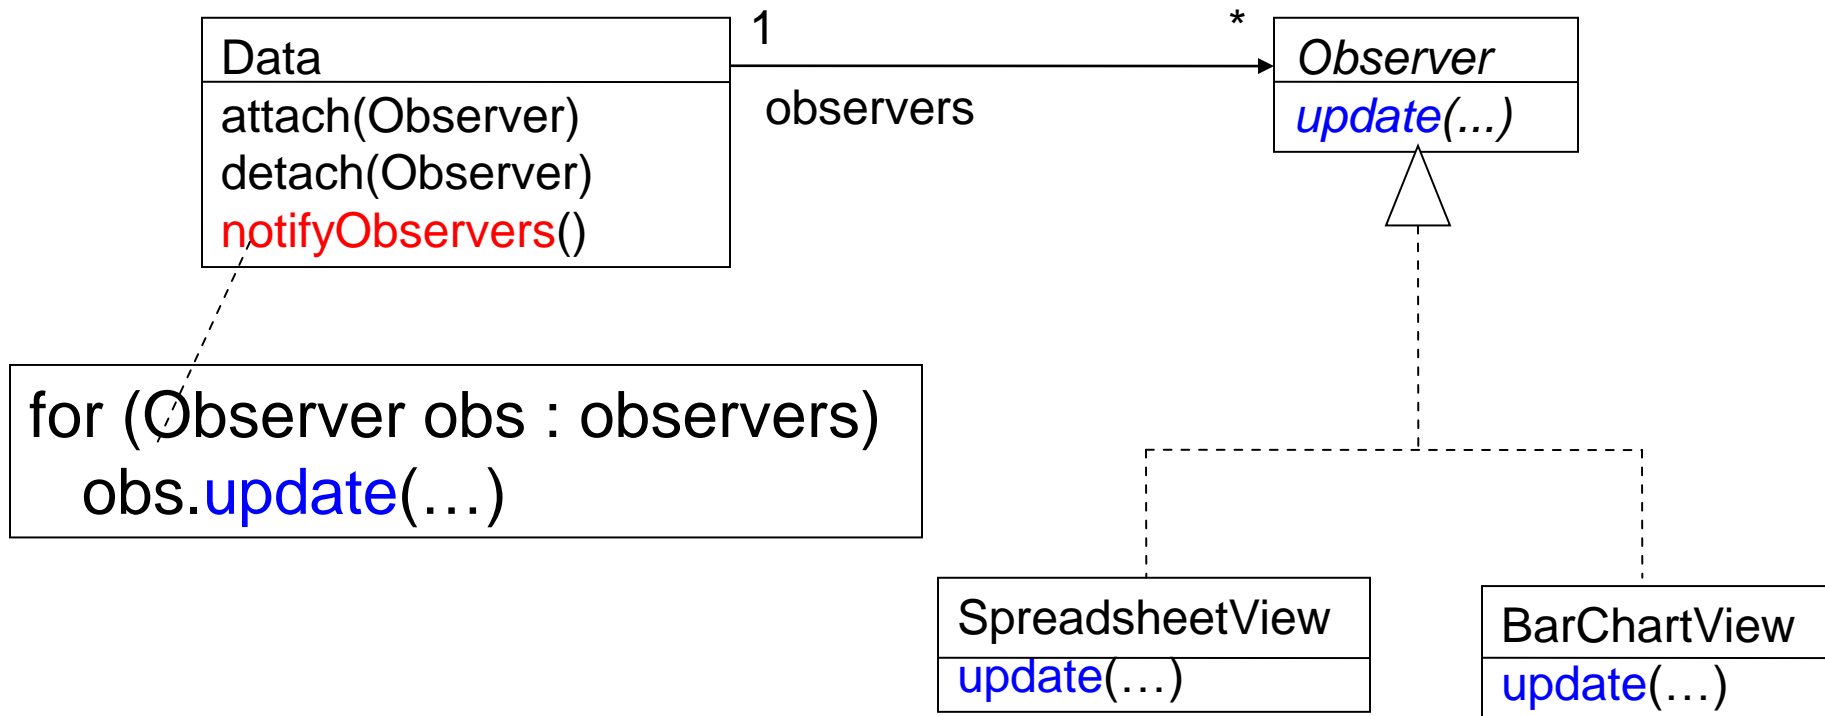 Data
attach(Observer)
detach(Observer)
notifyObservers()
1
*
observers
Observer
update(...)
for (Observer obs : observers)
obs.update(…)
SpreadsheetView
update(…)
BarChartView
update(…)